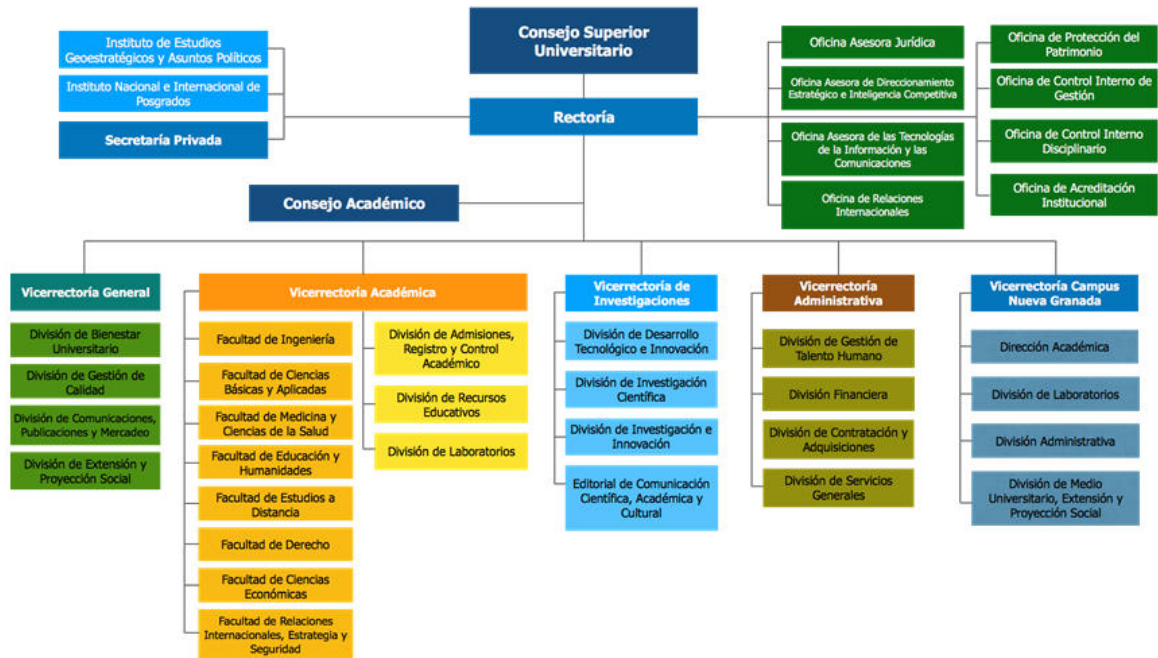 Consejo Superior
Universitario
Instituto de Estudios
Geoestratégicos y Asuntos Políticos
Instituto Nacional e Internacional de
Posgrados
Secretaría Privada
Rectoría
Oficina Asesora Jurídica
Oficina Asesora de Direccionamiento
Estratégico e Inteligencia Competitiva
Oficina Asesora de las Tecnologías
de la Información y las
Comunicaciones
Oficina de Relaciones
Internacionales
Oficina de Protección del
Patrimonio
Oficina de Control Interno de
Gestión
Oficina de Control Interno
Disciplinario
Oficina de Acreditación
Institucional
Consejo Académico
Vicerrectoría General
División de Bienestar
Universitario
División de Gestión de
Calidad
División de Comunicaciones,
Publicaciones y Mercadeo
División de Extensión y
Proyección Social
Vicerrectoría Académica
Facultad de Ingeniería
Facultad de Ciencias
Básicas y Aplicadas
Facultad de Medicina y
Ciencias de la Salud
Facultad de Educación y
Humanidades
Facultad de Estudios a
Distancia
Facultad de Derecho
Facultad de Ciencias
Económicas
Facultad de Relaciones
Internacionales, Estrategia y
Seguridad
División de Admisiones,
Registro y Control
Académico
División de Recursos
Educativos
División de Laboratorios
Vicerrectoría de
Investigaciones
División de Desarrollo
Tecnológico e Innovación
División de Investigación
Científica
División de Investigación e
Innovación
Editorial de Comunicación
Científica, Académica y
Cultural
Vicerrectoría
Administrativa
División de Gestión de
Talento Humano
División Financiera
División de Contratación y
Adquisiciones
División de Servicios
Generales
Vicerrectoría Campus
Nueva Granada
Dirección Académica
División de Laboratorios
División Administrativa
División de Medio
Universitario, Extensión y
Proyección Social